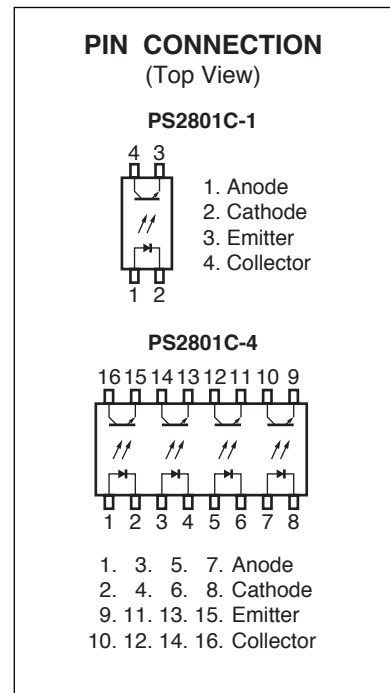 PIN CONNECTION
(Top View)
PS2801C-1
4 3
1. Anode
2. Cathode
3. Emitter
4. Collector
1 2
PS2801C-4
16 15 14 13 12 11 10 9
1 2 3 4 5 6 7 8
1. 3. 5. 7. Anode
2. 4. 6. 8. Cathode
9. 11. 13. 15. Emitter
10. 12. 14. 16. Collector